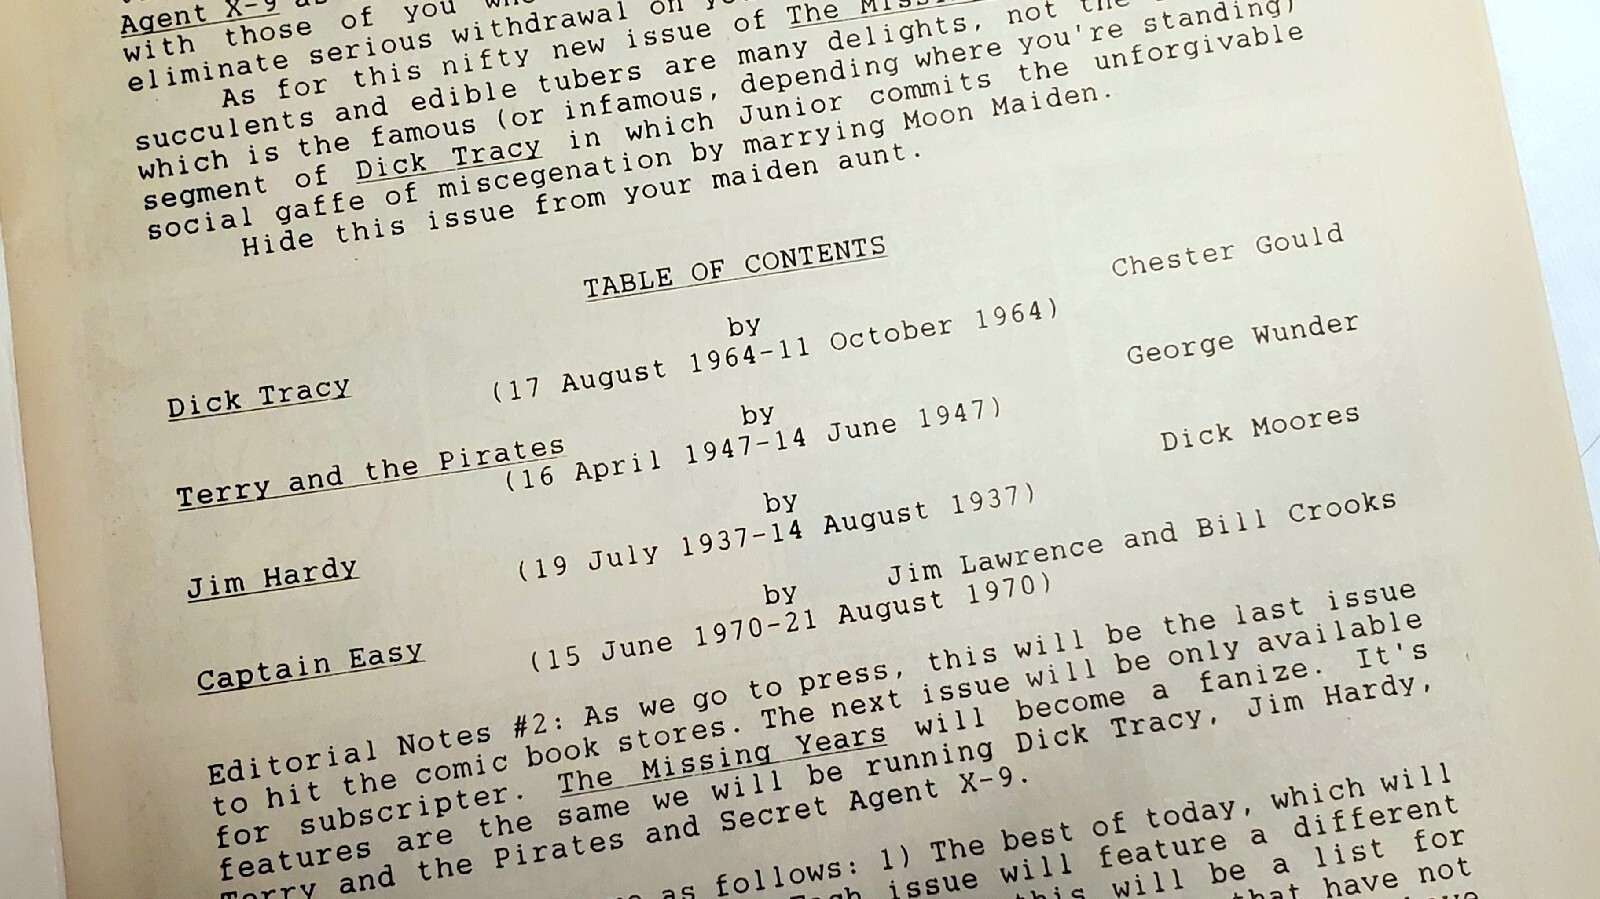 Agent X-9
with those of you
eliminate serious withdrawal on
As for this nifty new issue of The
succulents and edible tubers are many delights, not the
which is the famous (or infamous, depending where you're standing)
segment of Dick Tracy in which Junior commits the unforgivable
social gaffe of miscegenation by marrying Moon Maiden.
Hide this issue from your maiden aunt.
TABLE OF CONTENTS
Dick Tracy by Chester Gould
(17 August 1964-11 October 1964)
Terry and the Pirates by George Wunder
(16 April 1947-14 June 1947)
Jim Hardy by Dick Moores
(19 July 1937-14 August 1937)
Captain Easy by Jim Lawrence and Bill Crooks
(15 June 1970-21 August 1970)
Editorial Notes #2: As we go to press, this will be the last issue
to hit the comic book stores. The next issue will be only available
for subscripter. The Missing Years will become a fanize. It's
features are the same we will be running Dick Tracy, Jim Hardy,
Terry and the Pirates and Secret Agent X-9.
as follows: 1) The best of today, which will
issue will feature a different
this will be a list for
that have not